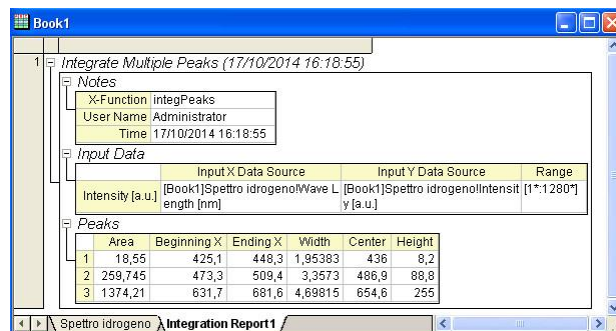 Book1
1 Integrate Multiple Peaks (17/10/2014 16:18:55)
Notes
X-Function integPeaks
User Name Administrator
Time 17/10/2014 16:18:55
Input Data
Input X Data Source Input Y Data Source Range
Intensity [a.u.] [Book1]Spettro idrogeno!Wave L [Book1]Spettro idrogeno!Intensit [1*:1280*]
ength [nm] y [a.u.]
Peaks
Area Beginning X Ending X Width Center Height
1 18,55 425,1 448,3 1,95383 436 8,2
2 259,745 473,3 509,4 3,3573 486,9 88,8
3 1374,21 631,7 681,6 4,69815 654,6 255
Spettro idrogeno Integration Report1